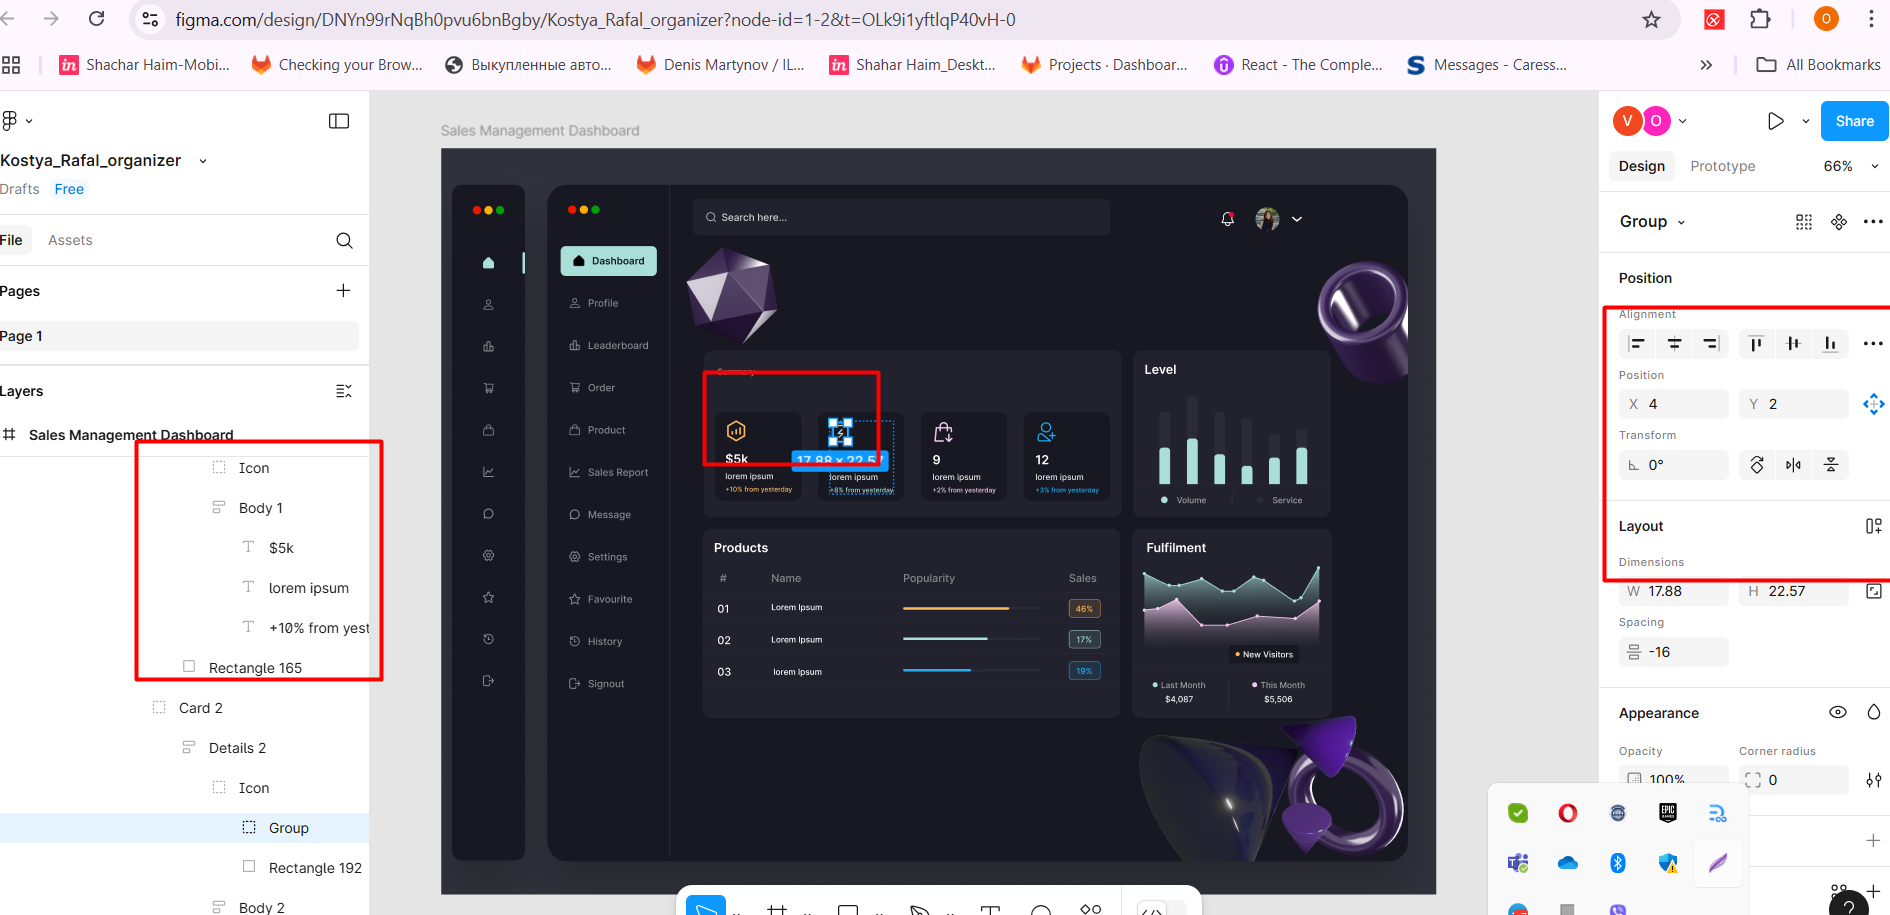 figma.com/design/DNYn99rNqBh0pvu6bnBgby/Kostya_Rafal_organizer?node-id=1-2&t=OLk9i1yftlqP40vH-0
O
Shachar Haim-Mobi...
Checking your Brow...
Выкупленные авто...
Denis Martynov / IL...
Shahar Haim_Deskt...
Projects · Dashboar...
React - The Comple...
Messages - Caress...
All Bookmarks
Kostya_Rafal_organizer
Drafts
Free
File
Assets
Pages
Page 1
Layers
Sales Management Dashboard
Icon
Body 1
$5k
lorem ipsum
+10% from yest
Rectangle 165
Card 2
Details 2
Icon
Group
Rectangle 192
Body 2
Sales Management Dashboard
Search here...
Dashboard
Profile
Leaderboard
Order
Product
Sales Report
Message
Settings
Favourite
History
Signout
Summary
$5k
lorem ipsum
+10% from yesterday
17.88 × 22.57
lorem ipsum
+8% from yesterday
9
lorem ipsum
+2% from yesterday
12
lorem ipsum
+3% from yesterday
Level
Volume
Service
Products
# Name Popularity Sales
01 Lorem Ipsum 46%
02 Lorem Ipsum 17%
03 lorem Ipsum 19%
Fulfilment
New Visitors
Last Month
$4,087
This Month
$5,506
V
O
Share
Design
Prototype
66%
Group
Position
Alignment
Position
X 4
Y 2
Transform
0°
Layout
Dimensions
W 17.88
H 22.57
Spacing
-16
Appearance
Opacity
Corner radius
100%
0
EPIC
GAMES
?